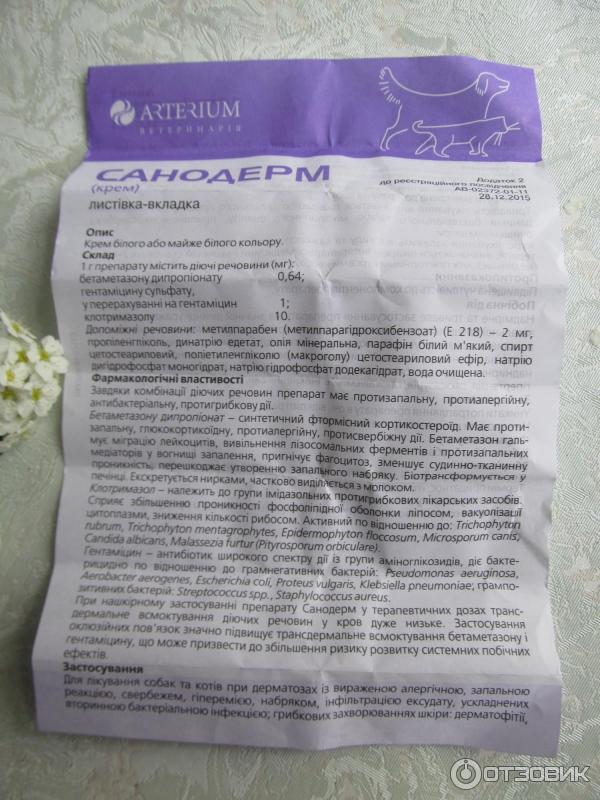 ARTERIUM
ВЕТЕРИНАРІЯ
САНОДЕРМ
(крем)
листівка-вкладка
Додаток 2
до реєстраційного посвідчення
АВ-02372-01-11
28.12.2015
Опис
Крем білого або майже білого кольору.
Склад
1 г препарату містить діючі речовини (мг):
бетаметазону дипропіонату 0,64;
гентаміцину сульфату,
у перерахуванні на гентаміцин 1;
клотримазолу 10.
Допоміжні речовини: метилпарабен (метилпарагідроксибензоат) (Е 218) – 2 мг,
пропіленгліколь, динатрію едетат, олія мінеральна, парафін білий м'який, спирт
цетостеариловий, поліетиленгліколю (макроголу) цетостеариловий ефір, натрію
дигідрофосфат моногідрат, натрію гідрофосфат додекагідрат, вода очищена.
Фармакологічні властивості
Завдяки комбінації діючих речовин препарат має протизапальну, протиалергійну,
антибактеріальну, протигрибкову дії.
Бетаметазону дипропіонат – синтетичний фтормісний кортикостероїд. Має проти-
запальну, глюкокортикоїдну, протиалергійну, протисвербіжну дії. Бетаметазон галь-
мує міграцію лейкоцитів, вивільнення лізосомальних ферментів і протизапальних
медіаторів у вогнищі запалення, пригнічує фагоцитоз, зменшує судинно-тканинну
проникність, перешкоджає утворенню запального набряку. Біотрансформується у
печінці. Екскретується нирками, частково виділяється з молоком.
Клотримазол – належить до групи імідазольних протигрибкових лікарських засобів.
Сприяє збільшенню проникності фосфоліпідної оболонки ліпосом, вакуолізації
цитоплазми, зниження кількості рибосом. Активний по відношенню до: Trichophyton
rubrum, Trichophyton mentagrophytes, Epidermophyton floccosum, Microsporum canis,
Candida albicans, Malassezia furtur (Pityrosporum orbiculare).
Гентаміцин – антибіотик широкого спектру дії із групи аміноглікозидів, діє бакте-
рицидно по відношенню до грамнегативних бактерій: Pseudomonas aeruginosa,
Aerobacter aerogenes, Escherichia coli, Proteus vulgaris, Klebsiella pneumoniae; грампо-
зитивних бактерій: Streptococcus spp., Staphylococcus aureus.
При нашкірному застосуванні препарату Санодерм у терапевтичних дозах транс-
дермальне всмоктування діючих речовин у кров дуже низьке. Застосування
оклюзійних пов'язок значно підвищує трансдермальне всмоктування бетаметазону і
гентаміцину, що може призвести до збільшення ризику розвитку системних побічних
ефектів.
Застосування
Для лікування собак та котів при дерматозах із вираженою алергічною, запальною
реакцією, свербежем, гіперемією, набряком, інфільтрацією ексудату, ускладнених
вторинною бактеріальною інфекцією; грибкових захворюваннях шкіри: дерматофітії,
ОТЗОВИК